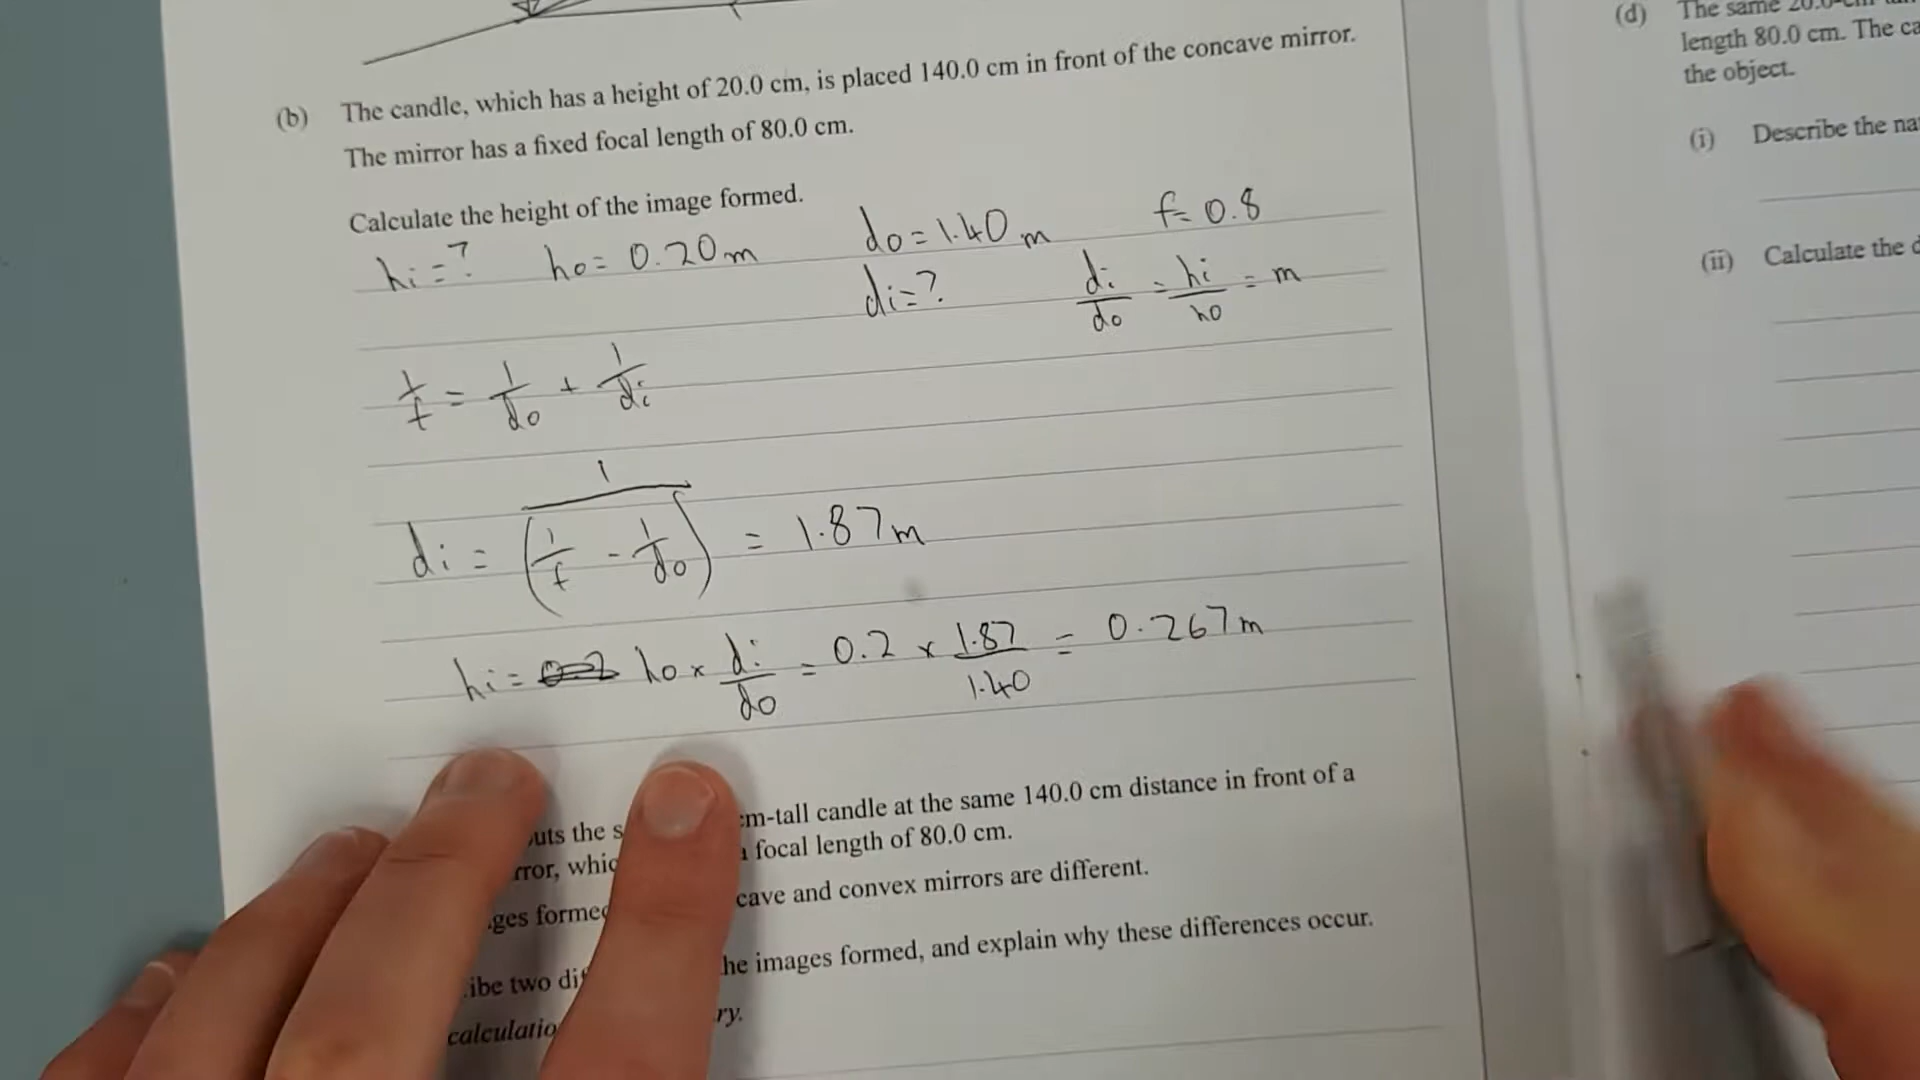 (b) The candle, which has a height of 20.0 cm, is placed 140.0 cm in front of the concave mirror.
The mirror has a fixed focal length of 80.0 cm.
Calculate the height of the image formed.
hi = ? ho = 0.20 m do = 1.40 m f = 0.8
di = ? di/do = hi/ho = m
1/f = 1/do + 1/di
di = 1/(1/f - 1/do) = 1.87 m
hi = ho × di/do = 0.2 × 1.87/1.40 = 0.267 m
the cm-tall candle at the same 140.0 cm distance in front of a
focal length of 80.0 cm.
and convex mirrors are different.
two images formed, and explain why these differences occur.
(d) The same
length 80.0 cm. The
the object.
(i) Describe the
(ii) Calculate the